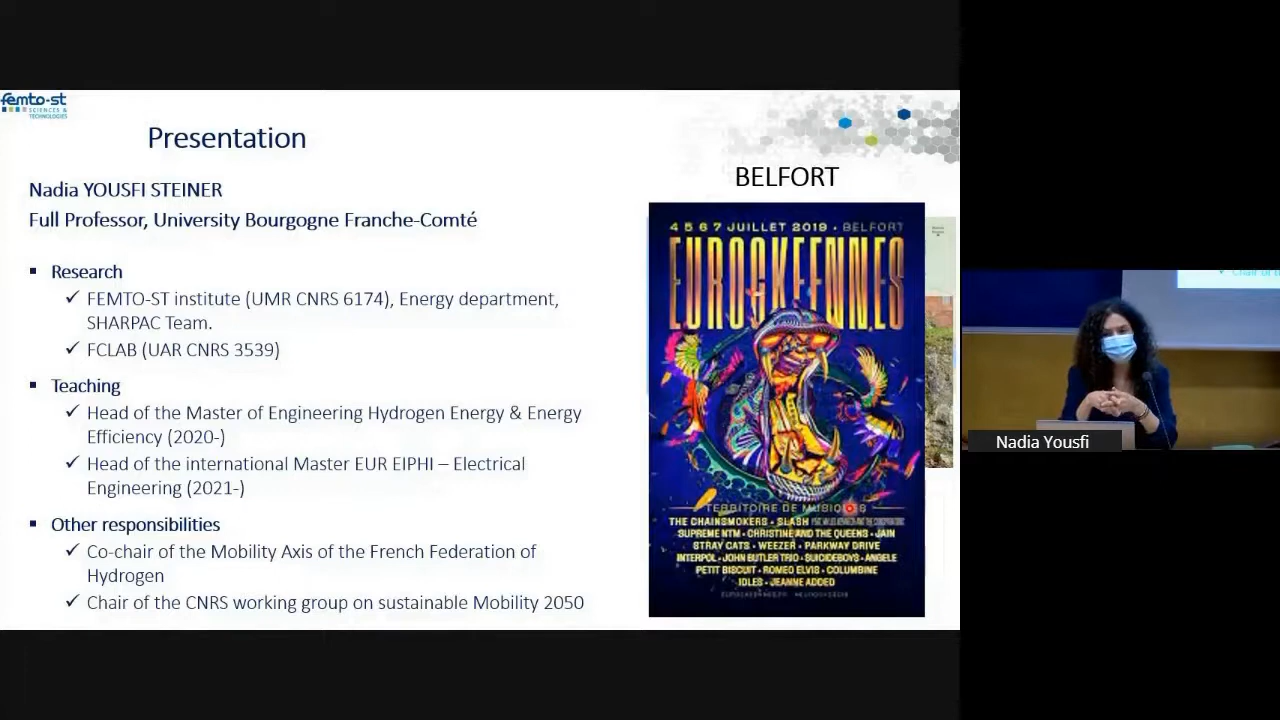 femto-st
SCIENCES &
TECHNOLOGIES
Presentation
Nadia YOUSFI STEINER
Full Professor, University Bourgogne Franche-Comté
Research
FEMTO-ST institute (UMR CNRS 6174), Energy department,
SHARPAC Team.
FCLAB (UAR CNRS 3539)
Teaching
Head of the Master of Engineering Hydrogen Energy & Energy
Efficiency (2020-)
Head of the international Master EUR EIPHI – Electrical
Engineering (2021-)
Other responsibilities
Co-chair of the Mobility Axis of the French Federation of
Hydrogen
Chair of the CNRS working group on sustainable Mobility 2050
BELFORT
4 5 6 7 JUILLET 2019 • BELFORT
EUROCKEENNES
TERRITOIRE DE MUSIQUES
THE CHAINSMOKERS • SLASH
SUPREME NTM • CHRISTINE AND THE QUEENS • JAIN
STRAY CATS • WEEZER • PARKWAY DRIVE
INTERPOL • JOHN BUTLER TRIO • SUICIDEBOYS • ANGELE
PETIT BISCUIT • ROMEO ELVIS • COLUMBINE
IDLES • JEANNE ADDED
Nadia Yousfi